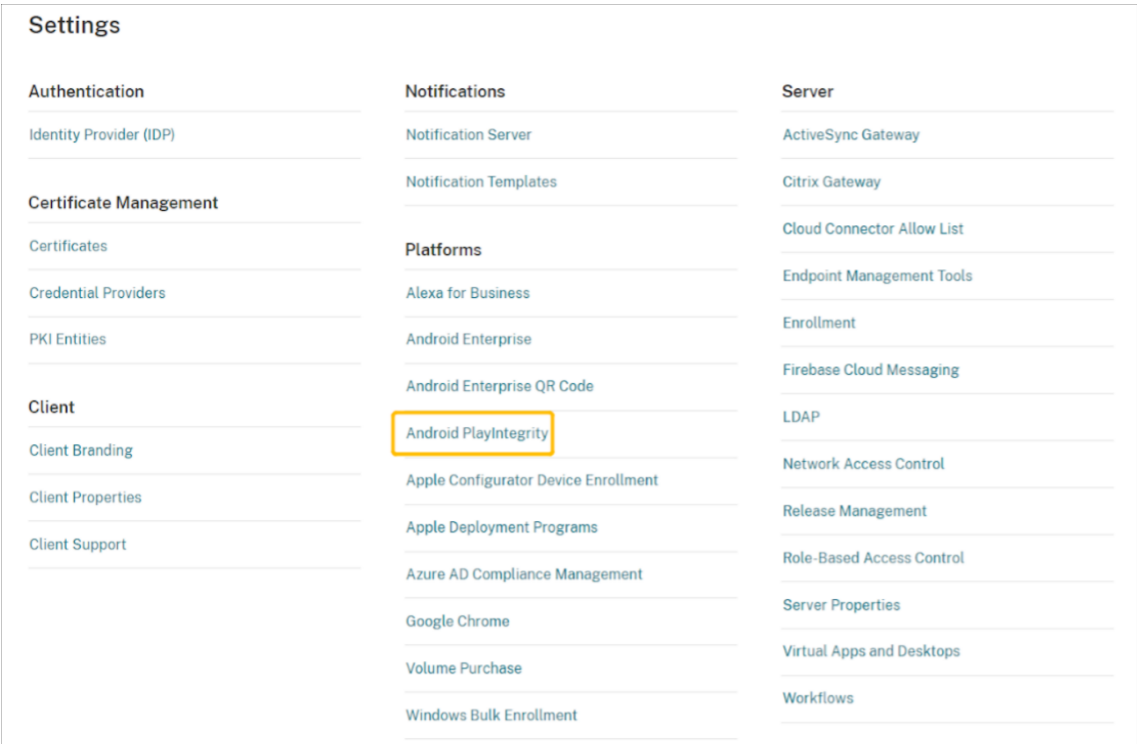 Settings
Authentication
Identity Provider (IDP)
Certificate Management
Certificates
Credential Providers
PKI Entities
Client
Client Branding
Client Properties
Client Support
Notifications
Notification Server
Notification Templates
Platforms
Alexa for Business
Android Enterprise
Android Enterprise QR Code
Android PlayIntegrity
Apple Configurator Device Enrollment
Apple Deployment Programs
Azure AD Compliance Management
Google Chrome
Volume Purchase
Windows Bulk Enrollment
Server
ActiveSync Gateway
Citrix Gateway
Cloud Connector Allow List
Endpoint Management Tools
Enrollment
Firebase Cloud Messaging
LDAP
Network Access Control
Release Management
Role-Based Access Control
Server Properties
Virtual Apps and Desktops
Workflows